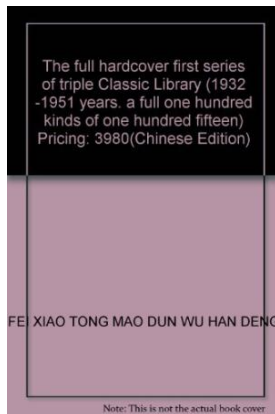 The full hardcover first series
of triple Classic Library (1932
-1951 years. a full one hundred
kinds of one hundred fifteen)
Pricing: 3980(Chinese Edition)
FEI XIAO TONG MAO DUN WU HAN DENG
Note: This is not the actual book cover